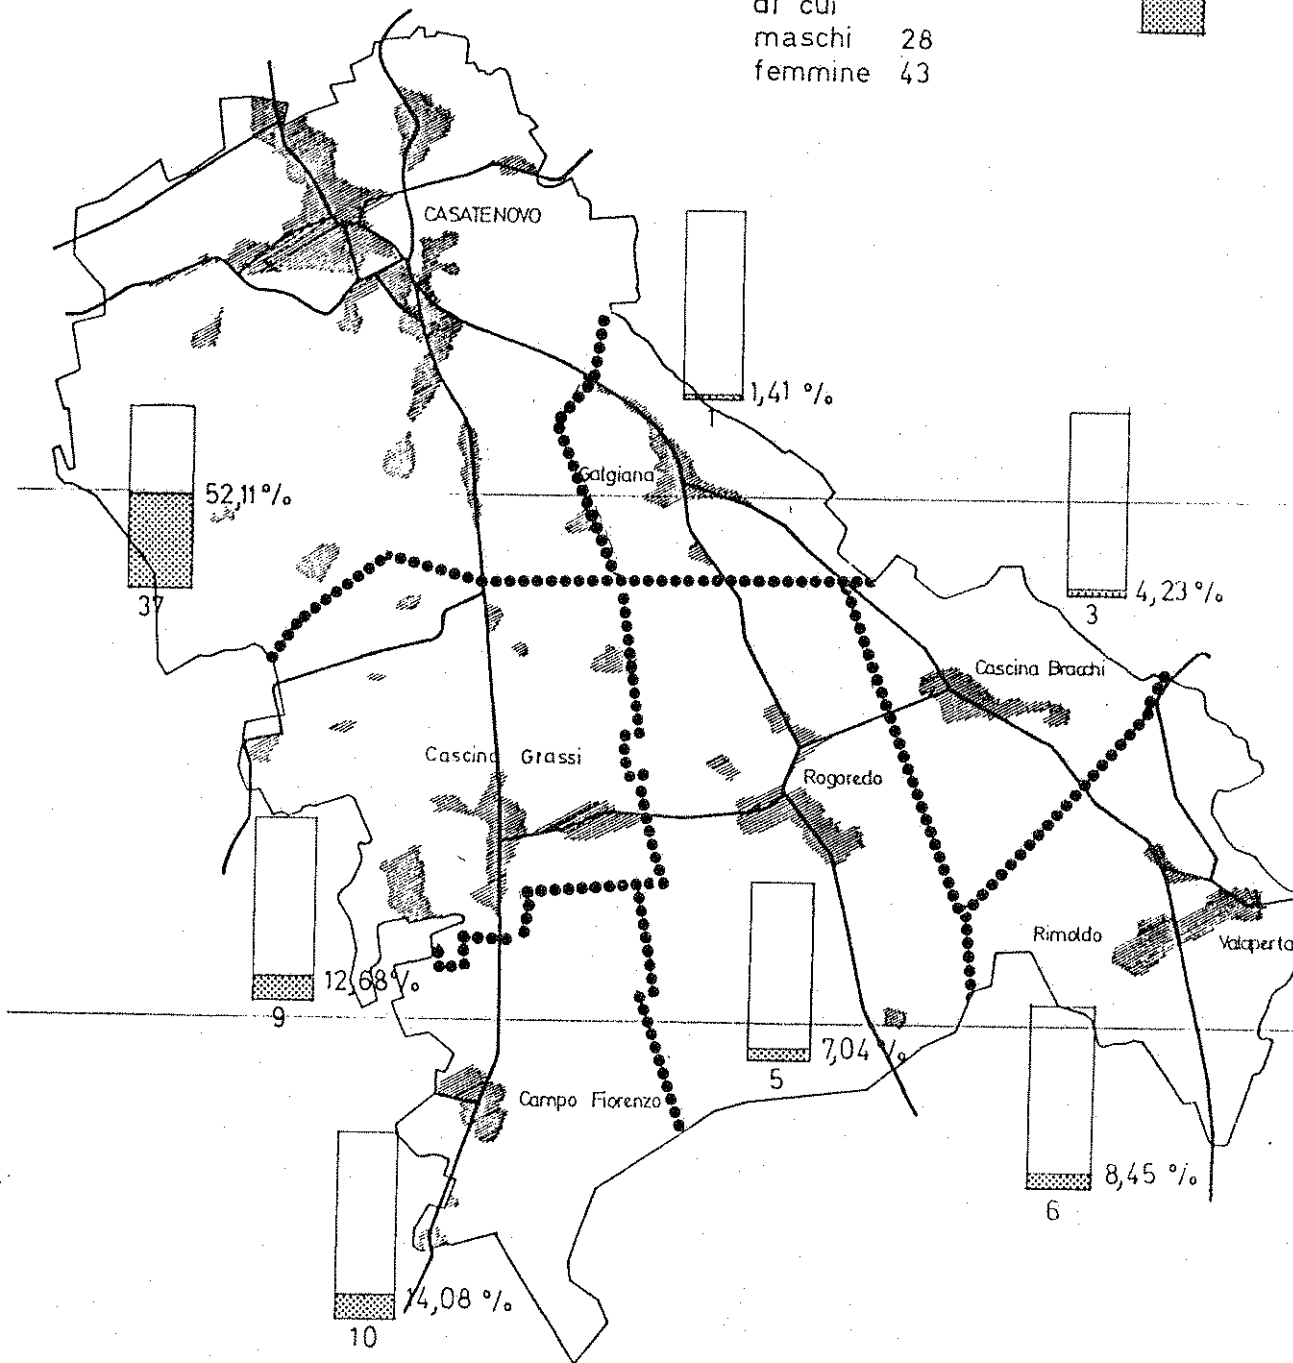 di cui
maschi 28
femmine 43
CASATENOVO
1,41 %
1
Galgiana
52,11 %
37
4,23 %
3
Cascina Bracchi
Cascina Grassi
Rogoredo
Rimoldo
Valaperta
12,68 %
9
7,04 %
5
Campo Fiorenzo
8,45 %
6
14,08 %
10